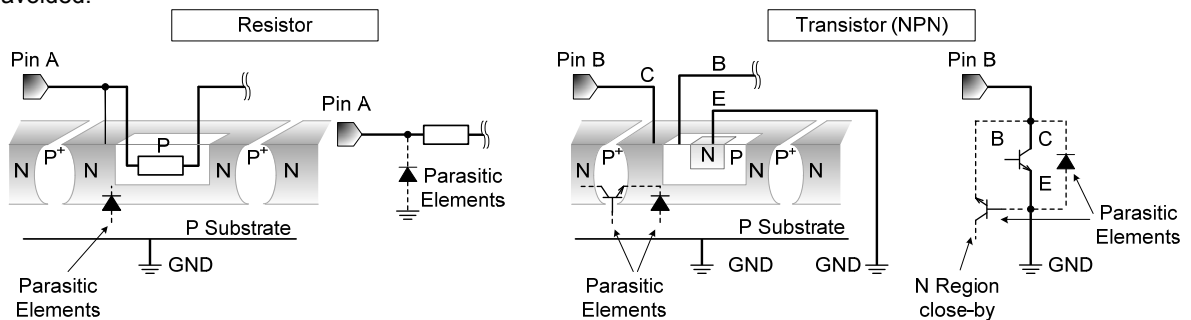 Resistor
Pin A
P
N
P+
N
N
P+
N
P Substrate
GND
Parasitic
Elements
Pin A
Parasitic
Elements
Transistor (NPN)
Pin B
C
B
E
N
P+
N
P
N
P+
N
P Substrate
GND
GND
Parasitic
Elements
Pin B
B
C
E
Parasitic
Elements
GND
N Region
close-by